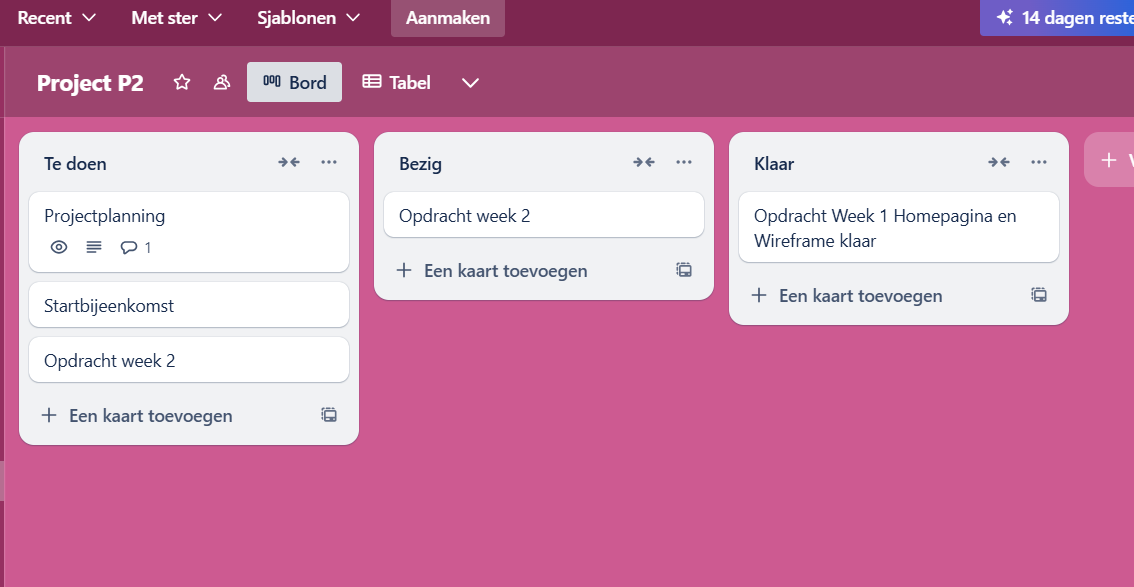 Recent Met ster Sjablonen Aanmaken 14 dagen reste
Project P2 Bord Tabel
Te doen
Projectplanning
1
Startbijeenkomst
Opdracht week 2
+ Een kaart toevoegen
Bezig
Opdracht week 2
+ Een kaart toevoegen
Klaar
Opdracht Week 1 Homepagina en
Wireframe klaar
+ Een kaart toevoegen
+